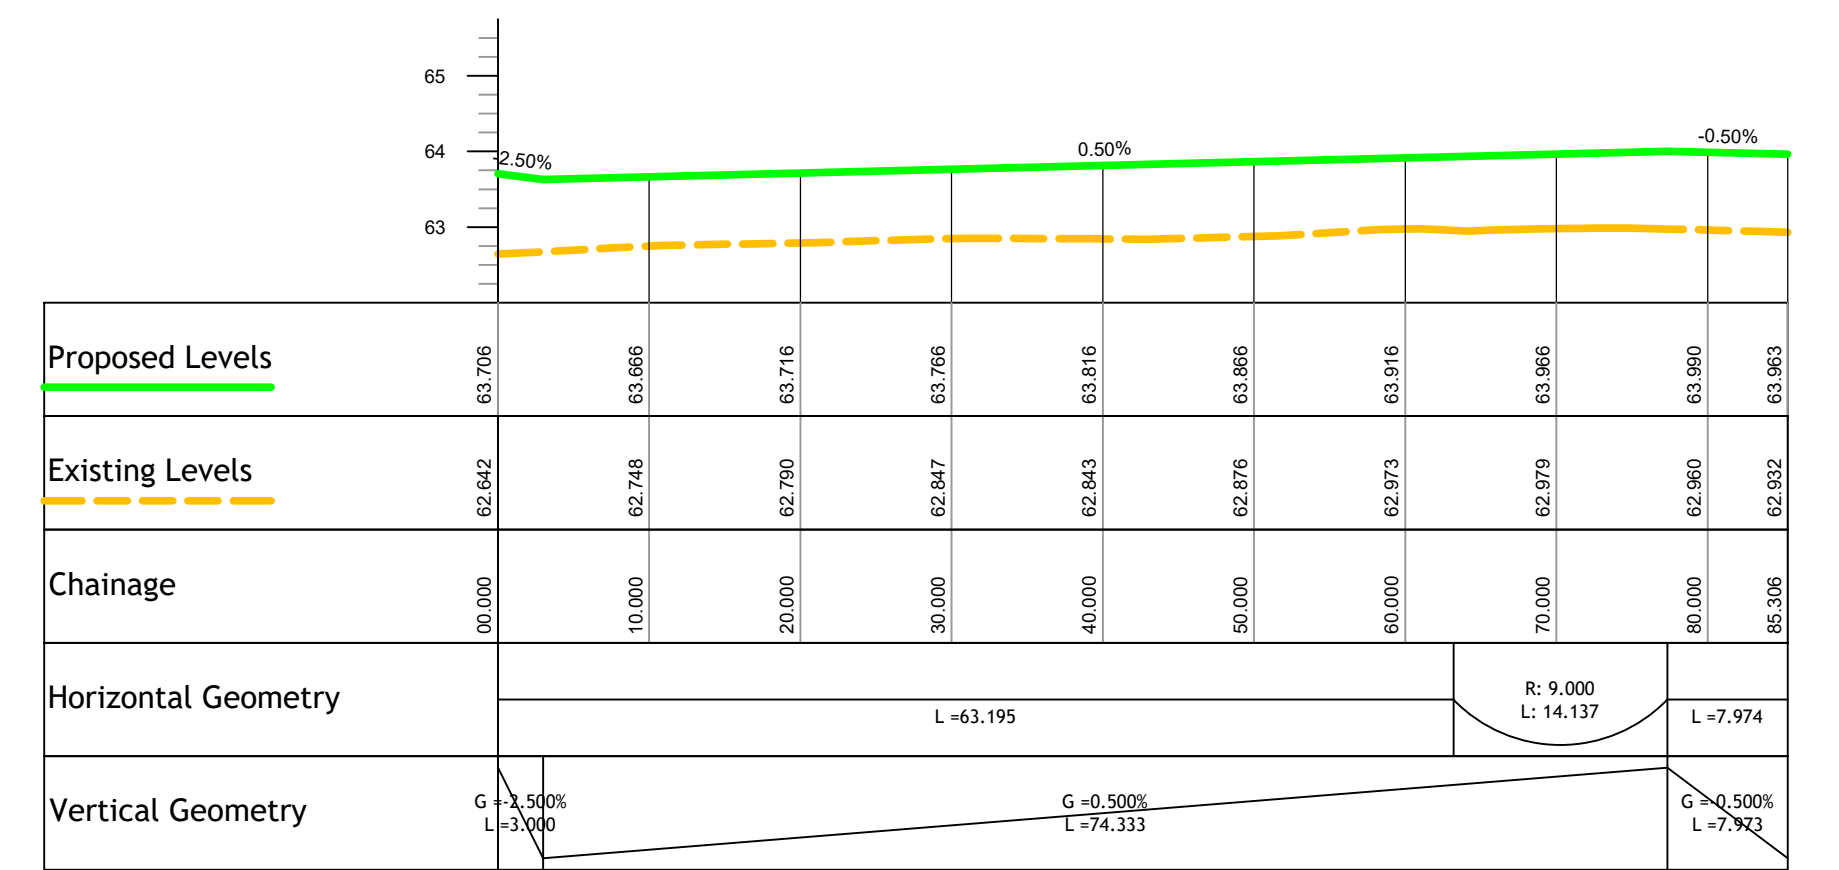 65
64
63
-2.50%
0.50%
-0.50%
Proposed Levels
63.706
63.666
63.716
63.766
63.816
63.866
63.916
63.966
63.990
63.963
Existing Levels
62.642
62.748
62.790
62.847
62.843
62.876
62.973
62.979
62.960
62.932
Chainage
00.000
10.000
20.000
30.000
40.000
50.000
60.000
70.000
80.000
85.306
Horizontal Geometry
L =63.195
R: 9.000
L: 14.137
L =7.974
Vertical Geometry
G =-2.500%
L =3.000
G =0.500%
L =74.333
G =-0.500%
L =7.973